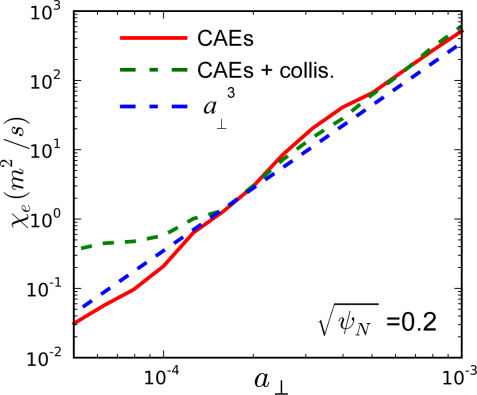 10³
10²
10¹
10⁰
10⁻¹
10⁻²
χₑ(m² /s)
CAEs
CAEs + collis.
a⊥³
√ψ_N =0.2
10⁻⁴ 10⁻³
a⊥